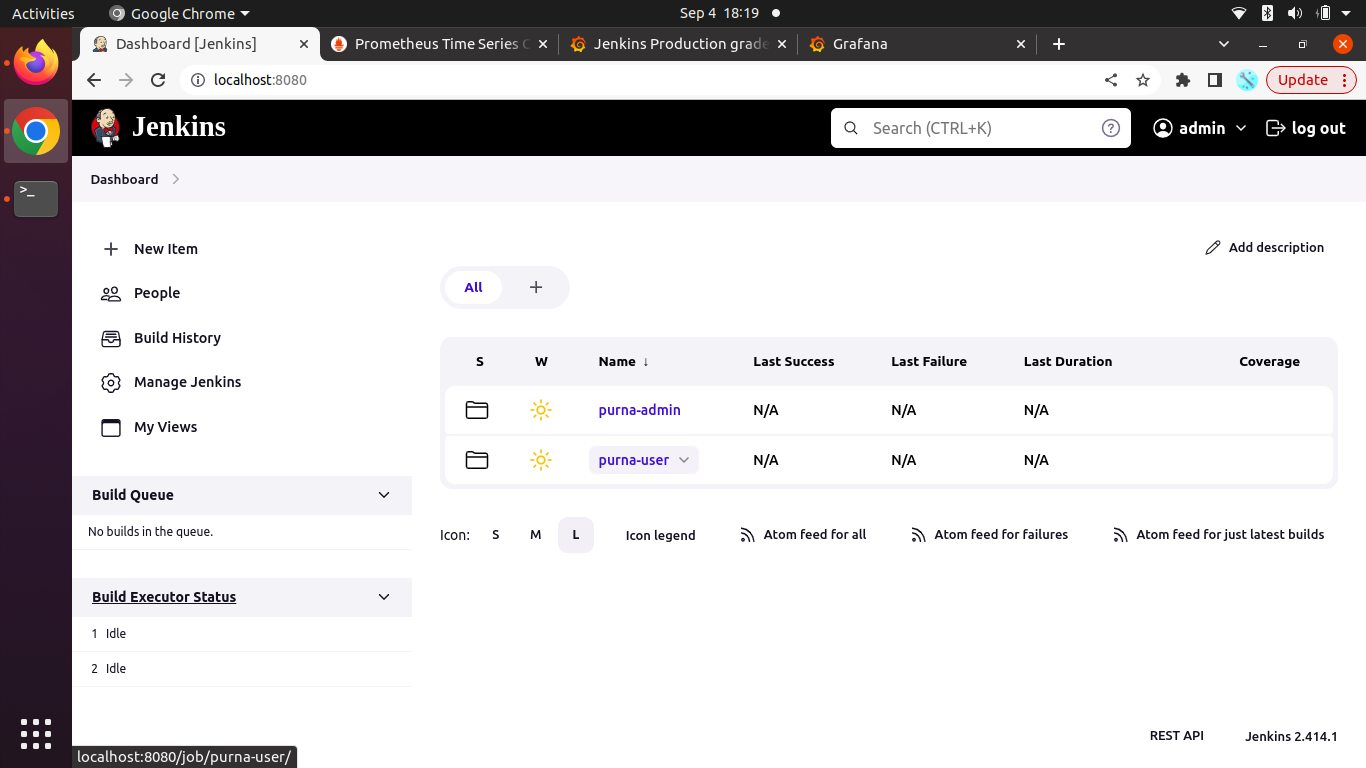 Activities
Google Chrome
Sep 4 18:19
Dashboard [Jenkins]
Prometheus Time Series C
Jenkins Production grade
Grafana
localhost:8080
Update
Jenkins
Search (CTRL+K)
admin
log out
Dashboard
New Item
People
Build History
Manage Jenkins
My Views
Build Queue
No builds in the queue.
Build Executor Status
1 Idle
2 Idle
Add description
All
S W Name ↓ Last Success Last Failure Last Duration Coverage
purna-admin N/A N/A N/A
purna-user N/A N/A N/A
Icon: S M L Icon legend Atom feed for all Atom feed for failures Atom feed for just latest builds
REST API Jenkins 2.414.1
localhost:8080/job/purna-user/